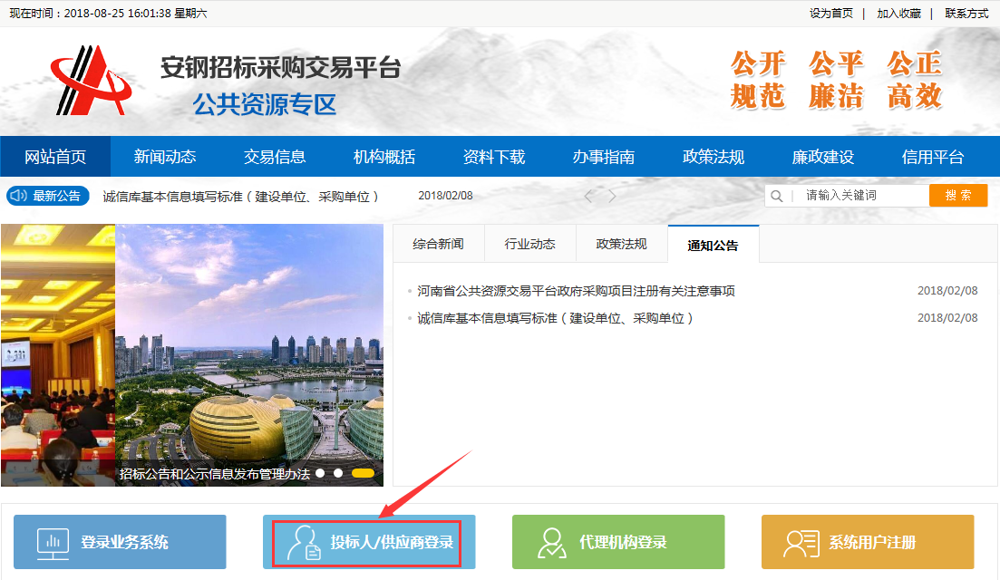 现在时间：2018-08-25 16:01:38 星期六
设为首页 | 加入收藏 | 联系方式
安钢招标采购交易平台
公共资源专区
公开 公平 公正
规范 廉洁 高效
网站首页 新闻动态 交易信息 机构概括 资料下载 办事指南 政策法规 廉政建设 信用平台
最新公告 诚信库基本信息填写标准（建设单位、采购单位） 2018/02/08
请输入关键词 搜 索
综合新闻 行业动态 政策法规 通知公告
河南省公共资源交易平台政府采购项目注册有关注意事项 2018/02/08
诚信库基本信息填写标准（建设单位、采购单位） 2018/02/08
招标公告和公示信息发布管理办法
登录业务系统 投标人/供应商登录 代理机构登录 系统用户注册